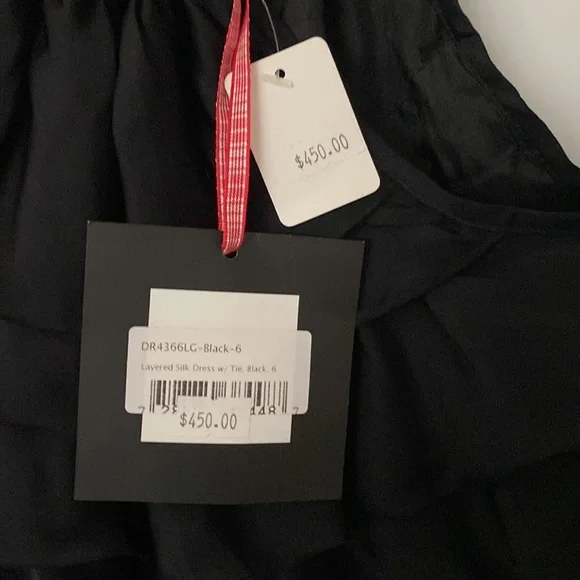 $450.00
DR4366LG-Black-6
Layered Silk Dress w/ Tie, Black, 6
$450.00